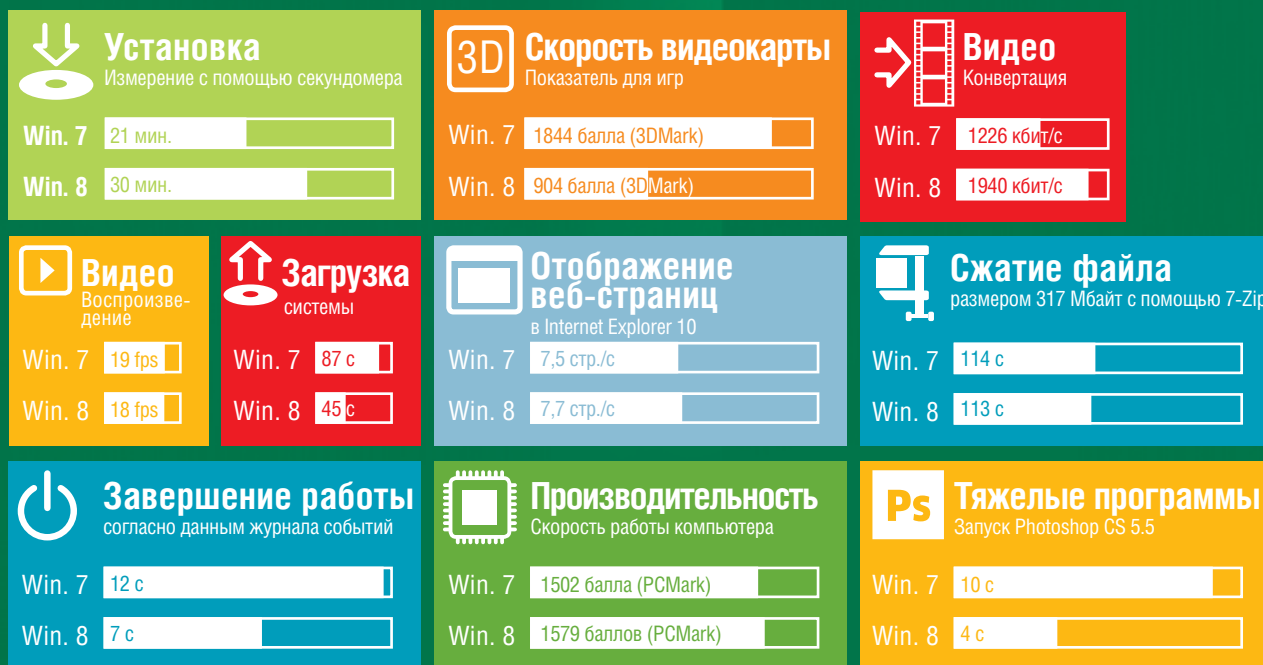 Установка
Измерение с помощью секундомера
Win. 7 21 мин.
Win. 8 30 мин.
3D
Скорость видеокарты
Показатель для игр
Win. 7 1844 балла (3DMark)
Win. 8 904 балла (3DMark)
Видео
Конвертация
Win. 7 1226 кбит/с
Win. 8 1940 кбит/с
Видео
Воспроизве-
дение
Win. 7 19 fps
Win. 8 18 fps
Загрузка
системы
Win. 7 87 с
Win. 8 45 с
Отображение
веб-страниц
в Internet Explorer 10
Win. 7 7,5 стр./с
Win. 8 7,7 стр./с
Сжатие файла
размером 317 Мбайт с помощью 7-Zip
Win. 7 114 с
Win. 8 113 с
Завершение работы
согласно данным журнала событий
Win. 7 12 с
Win. 8 7 с
Производительность
Скорость работы компьютера
Win. 7 1502 балла (PCMark)
Win. 8 1579 баллов (PCMark)
Ps
Тяжелые программы
Запуск Photoshop CS 5.5
Win. 7 10 с
Win. 8 4 с